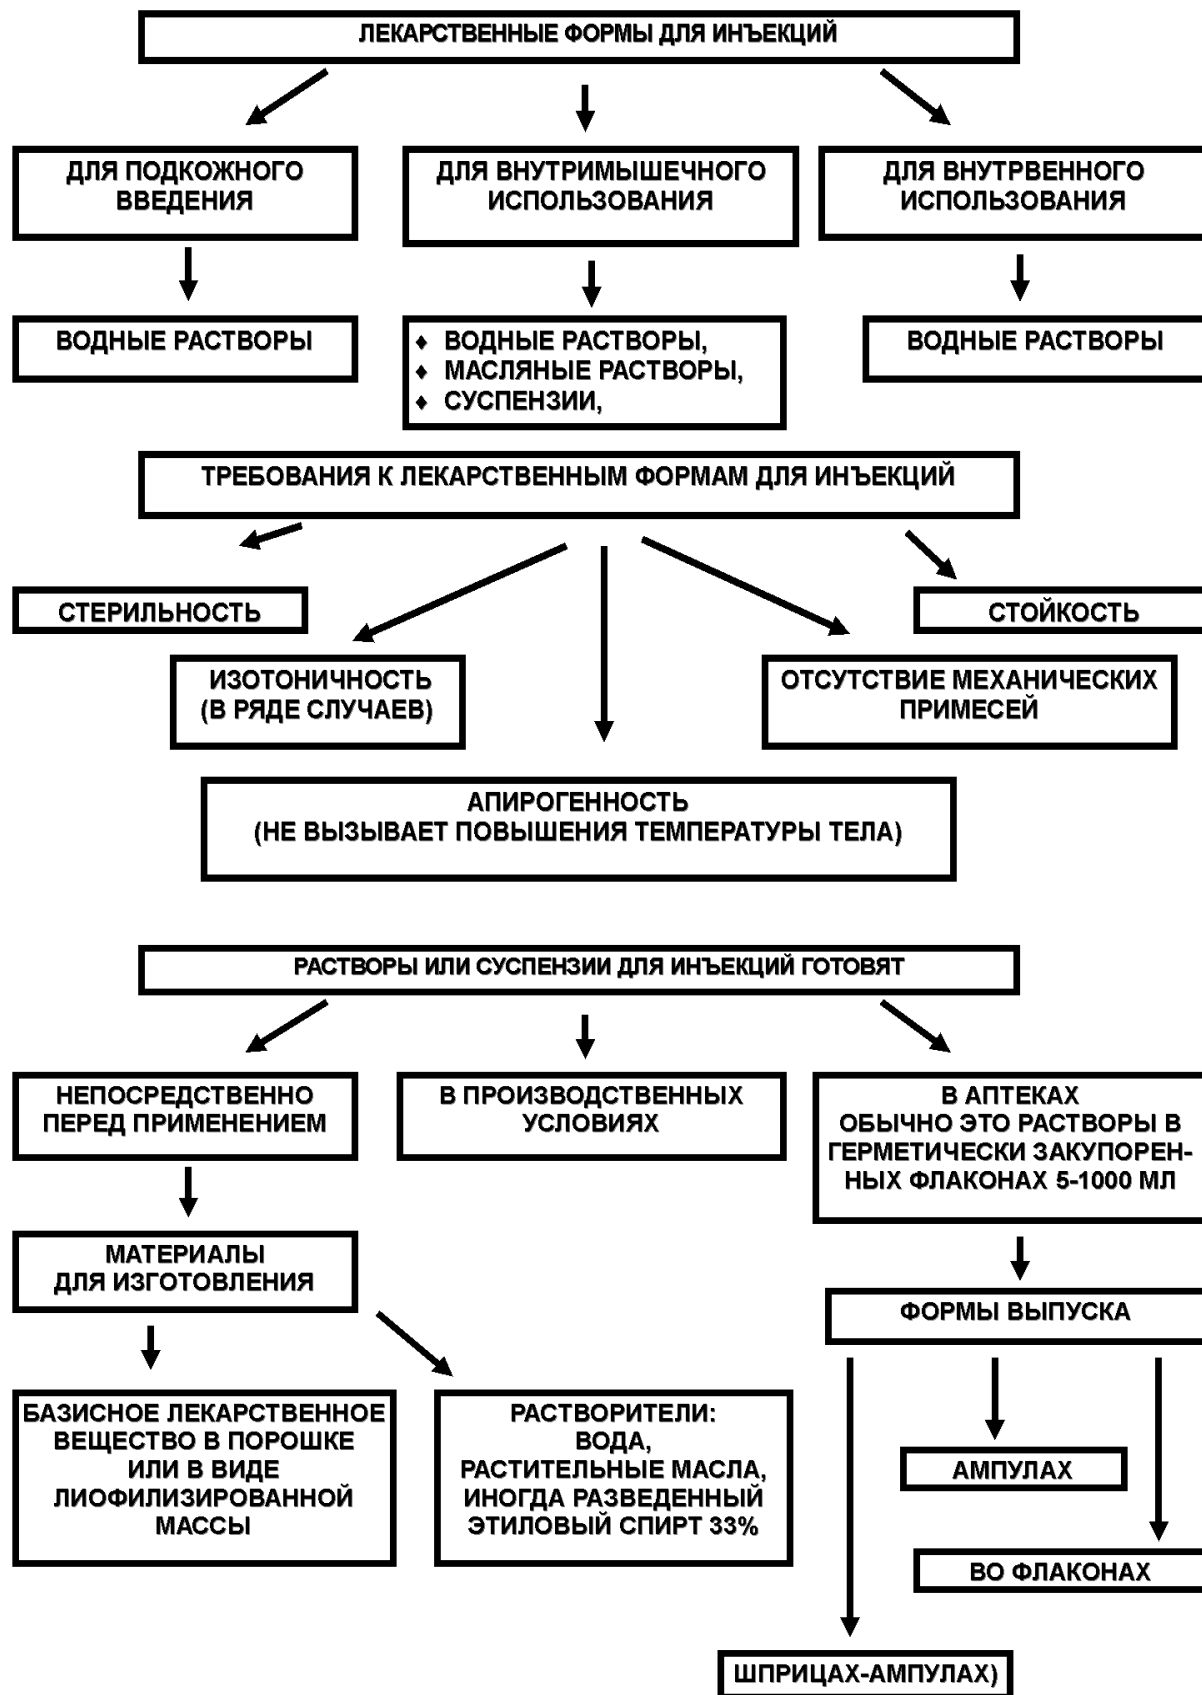 ЛЕКАРСТВЕННЫЕ ФОРМЫ ДЛЯ ИНЪЕКЦИЙ
ДЛЯ ПОДКОЖНОГО
ВВЕДЕНИЯ
ДЛЯ ВНУТРИМЫШЕЧНОГО
ИСПОЛЬЗОВАНИЯ
ДЛЯ ВНУТРВЕННОГО
ИСПОЛЬЗОВАНИЯ
ВОДНЫЕ РАСТВОРЫ
♦ ВОДНЫЕ РАСТВОРЫ,
♦ МАСЛЯНЫЕ РАСТВОРЫ,
♦ СУСПЕНЗИИ,
ВОДНЫЕ РАСТВОРЫ
ТРЕБОВАНИЯ К ЛЕКАРСТВЕННЫМ ФОРМАМ ДЛЯ ИНЪЕКЦИЙ
СТЕРИЛЬНОСТЬ
СТОЙКОСТЬ
ИЗОТОНИЧНОСТЬ
(В РЯДЕ СЛУЧАЕВ)
ОТСУТСТВИЕ МЕХАНИЧЕСКИХ
ПРИМЕСЕЙ
АПИРОГЕННОСТЬ
(НЕ ВЫЗЫВАЕТ ПОВЫШЕНИЯ ТЕМПЕРАТУРЫ ТЕЛА)
РАСТВОРЫ ИЛИ СУСПЕНЗИИ ДЛЯ ИНЪЕКЦИЙ ГОТОВЯТ
НЕПОСРЕДСТВЕННО
ПЕРЕД ПРИМЕНЕНИЕМ
В ПРОИЗВОДСТВЕННЫХ
УСЛОВИЯХ
В АПТЕКАХ
ОБЫЧНО ЭТО РАСТВОРЫ В
ГЕРМЕТИЧЕСКИ ЗАКУПОРЕН-
НЫХ ФЛАКОНАХ 5-1000 МЛ
МАТЕРИАЛЫ
ДЛЯ ИЗГОТОВЛЕНИЯ
ФОРМЫ ВЫПУСКА
БАЗИСНОЕ ЛЕКАРСТВЕННОЕ
ВЕЩЕСТВО В ПОРОШКЕ
ИЛИ В ВИДЕ
ЛИОФИЛИЗИРОВАННОЙ
МАССЫ
РАСТВОРИТЕЛИ:
ВОДА,
РАСТИТЕЛЬНЫЕ МАСЛА,
ИНОГДА РАЗВЕДЕННЫЙ
ЭТИЛОВЫЙ СПИРТ 33%
АМПУЛАХ
ВО ФЛАКОНАХ
ШПРИЦАХ-АМПУЛАХ)